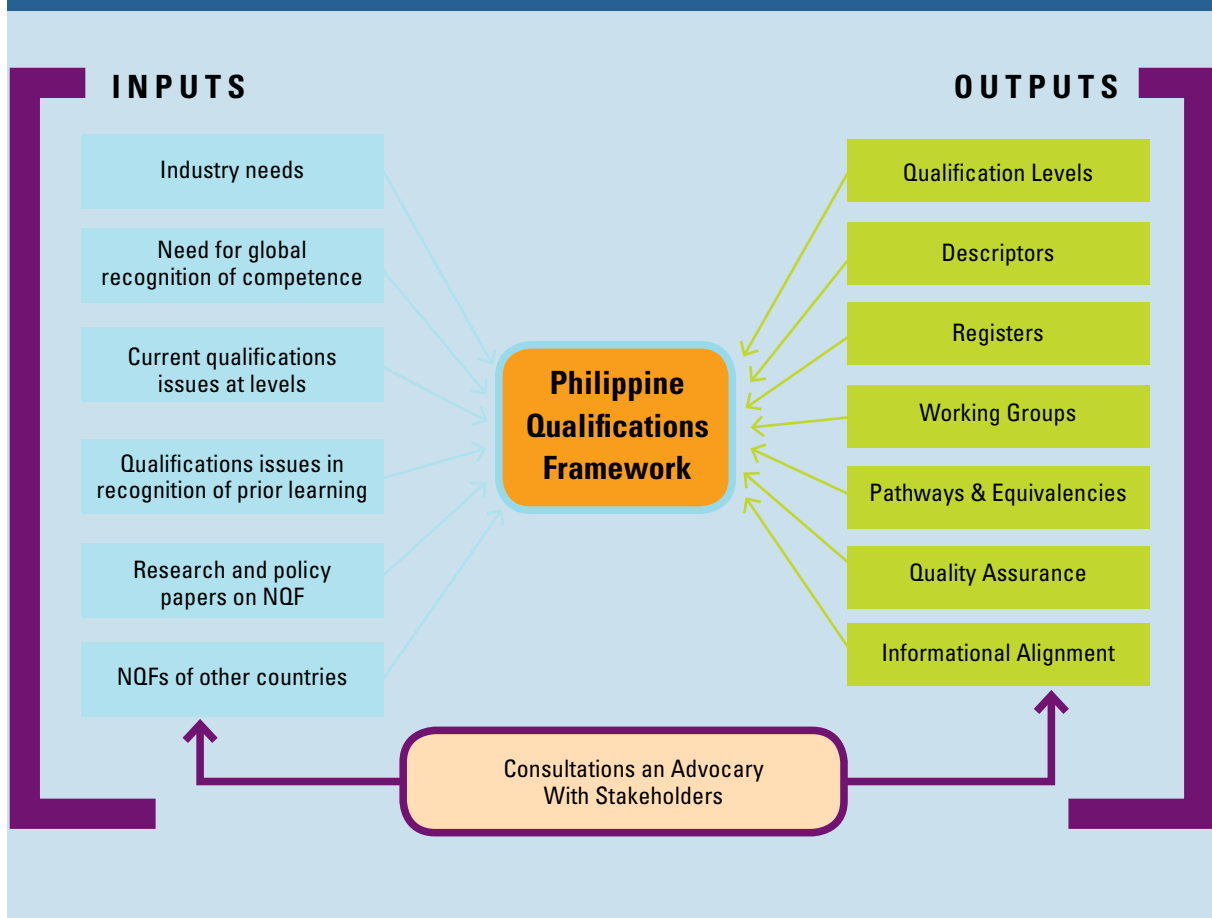 INPUTS
Industry needs
Need for global
recognition of competence
Current qualifications
issues at levels
Qualifications issues in
recognition of prior learning
Research and policy
papers on NQF
NQFs of other countries
Philippine
Qualifications
Framework
OUTPUTS
Qualification Levels
Descriptors
Registers
Working Groups
Pathways & Equivalencies
Quality Assurance
Informational Alignment
Consultations an Advocary
With Stakeholders